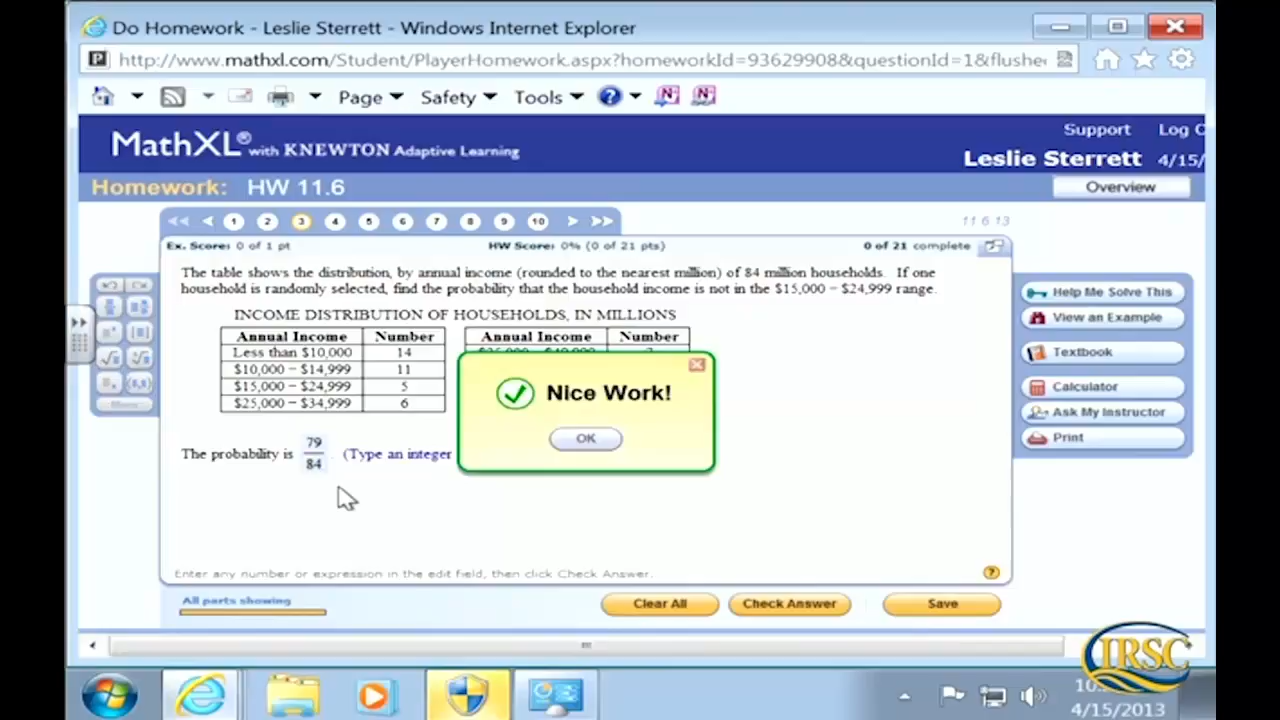 Do Homework - Leslie Sterrett - Windows Internet Explorer
http://www.mathxl.com/Student/PlayerHomework.aspx?homeworkId=93629908&questionId=1&flushe
Page Safety Tools
MathXL® with KNEWTON Adaptive Learning
Support Log
Leslie Sterrett 4/15/
Homework: HW 11.6
Overview
1 2 3 4 5 6 7 8 9 10
11 6 13
Ex. Score: 0 of 1 pt HW Score: 0% (0 of 21 pts) 0 of 21 complete
The table shows the distribution, by annual income (rounded to the nearest million) of 84 million households. If one
household is randomly selected, find the probability that the household income is not in the $15,000 – $24,999 range.
INCOME DISTRIBUTION OF HOUSEHOLDS, IN MILLIONS
Annual Income Number Annual Income Number
Less than $10,000 14
$10,000 – $14,999 11
$15,000 – $24,999 5
$25,000 – $34,999 6
Nice Work!
OK
The probability is 79/84. (Type an integer
Help Me Solve This
View an Example
Textbook
Calculator
Ask My Instructor
Print
More
Enter any number or expression in the edit field, then click Check Answer.
All parts showing
Clear All
Check Answer
Save
IRSC
10:
4/15/2013